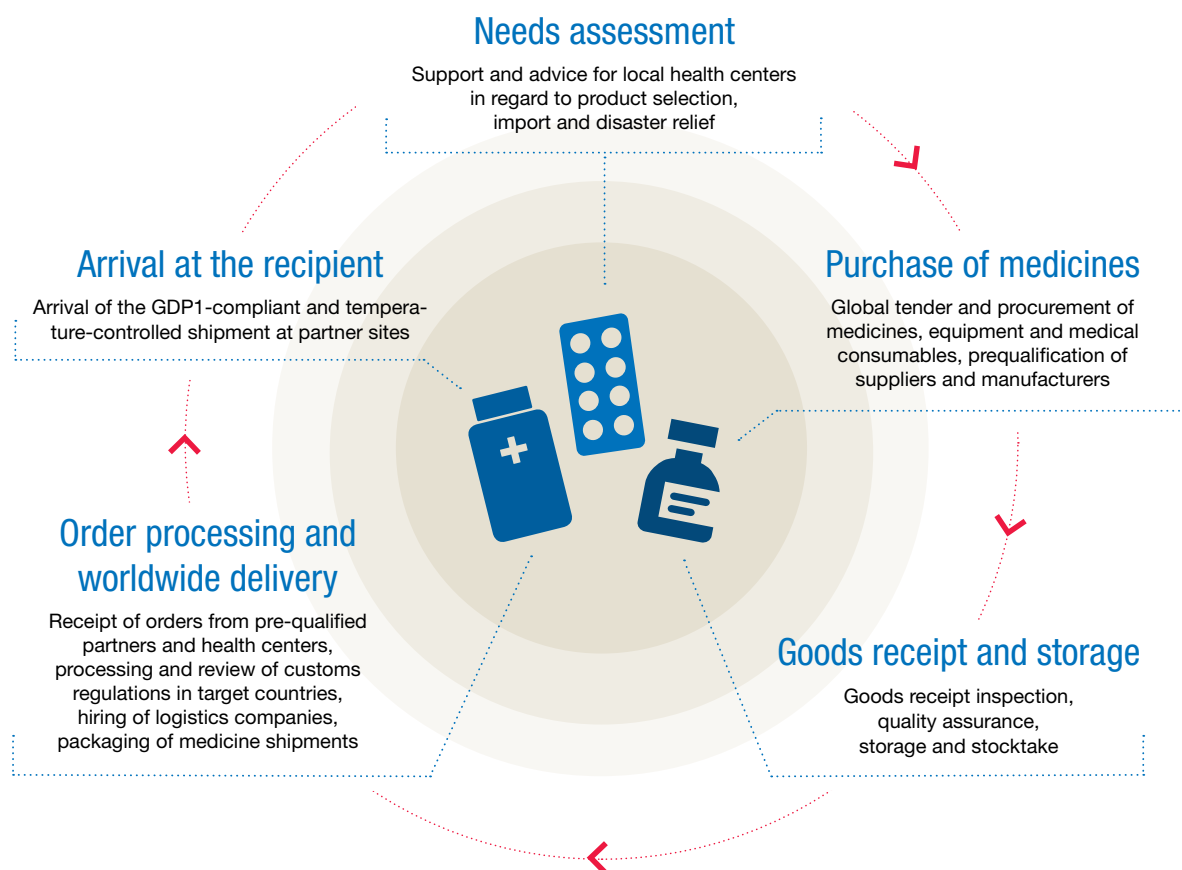 Needs assessment
Support and advice for local health centers
in regard to product selection,
import and disaster relief
Arrival at the recipient
Arrival of the GDP1-compliant and tempera-
ture-controlled shipment at partner sites
Purchase of medicines
Global tender and procurement of
medicines, equipment and medical
consumables, prequalification of
suppliers and manufacturers
Order processing and
worldwide delivery
Receipt of orders from pre-qualified
partners and health centers,
processing and review of customs
regulations in target countries,
hiring of logistics companies,
packaging of medicine shipments
Goods receipt and storage
Goods receipt inspection,
quality assurance,
storage and stocktake